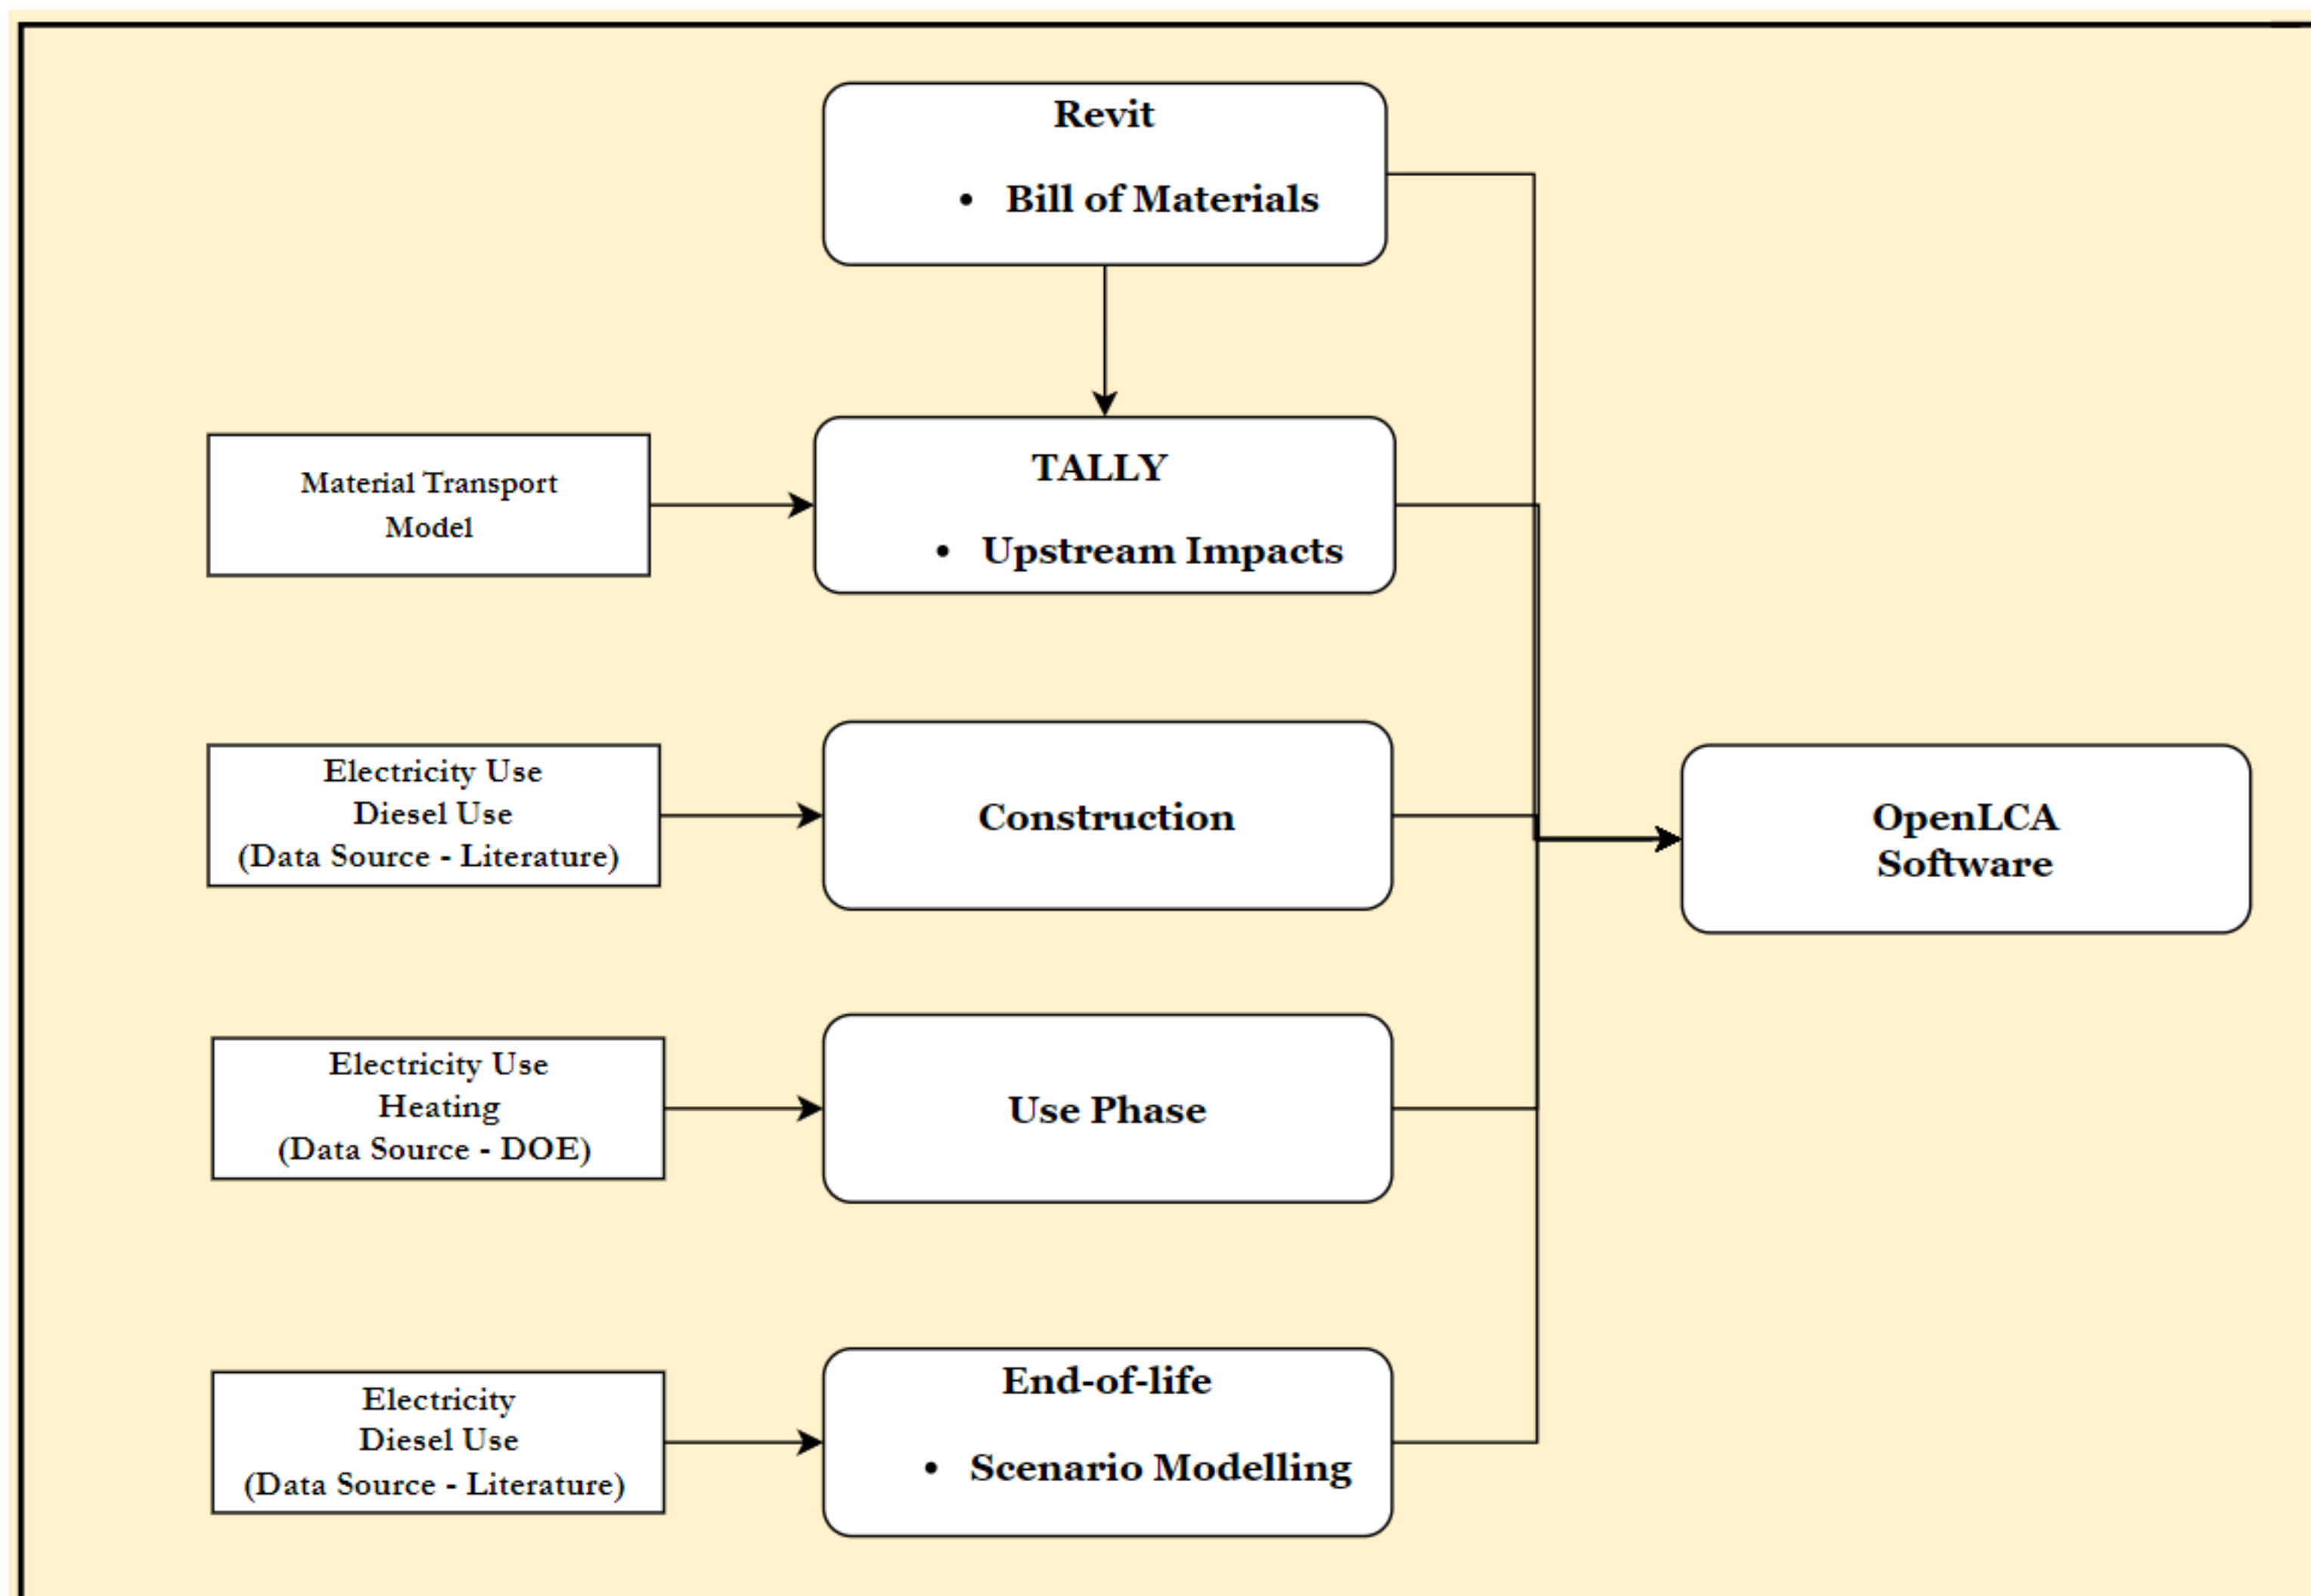 Revit
• Bill of Materials
Material Transport
Model
TALLY
• Upstream Impacts
Electricity Use
Diesel Use
(Data Source - Literature)
Construction
OpenLCA
Software
Electricity Use
Heating
(Data Source - DOE)
Use Phase
Electricity
Diesel Use
(Data Source - Literature)
End-of-life
• Scenario Modelling